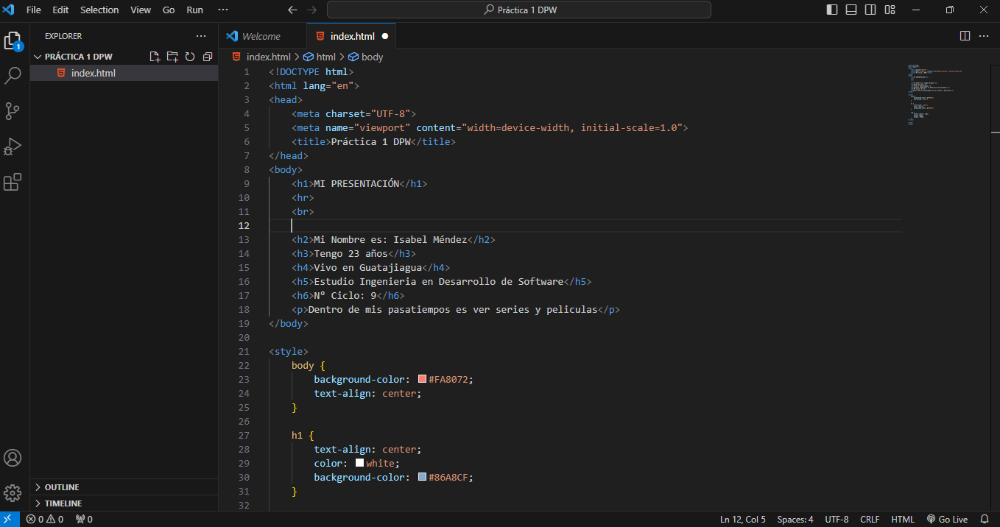 File Edit Selection View Go Run ··· Práctica 1 DPW
EXPLORER ···
Welcome
index.html
1
PRÁCTICA 1 DPW
index.html
index.html > html > body
1 <!DOCTYPE html>
2 <html lang="en">
3 <head>
4 <meta charset="UTF-8">
5 <meta name="viewport" content="width=device-width, initial-scale=1.0">
6 <title>Práctica 1 DPW</title>
7 </head>
8 <body>
9 <h1>MI PRESENTACIÓN</h1>
10 <hr>
11 <br>
12
13 <h2>Mi Nombre es: Isabel Méndez</h2>
14 <h3>Tengo 23 años</h3>
15 <h4>Vivo en Guatajiagua</h4>
16 <h5>Estudio Ingenieria en Desarrollo de Software</h5>
17 <h6>N° Ciclo: 9</h6>
18 <p>Dentro de mis pasatiempos es ver series y peliculas</p>
19 </body>
20
21 <style>
22 body {
23 background-color: #FA8072;
24 text-align: center;
25 }
26
27 h1 {
28 text-align: center;
29 color: white;
30 background-color: #86A8CF;
31 }
32
OUTLINE
TIMELINE
0 0 0 Ln 12, Col 5 Spaces: 4 UTF-8 CRLF HTML Go Live